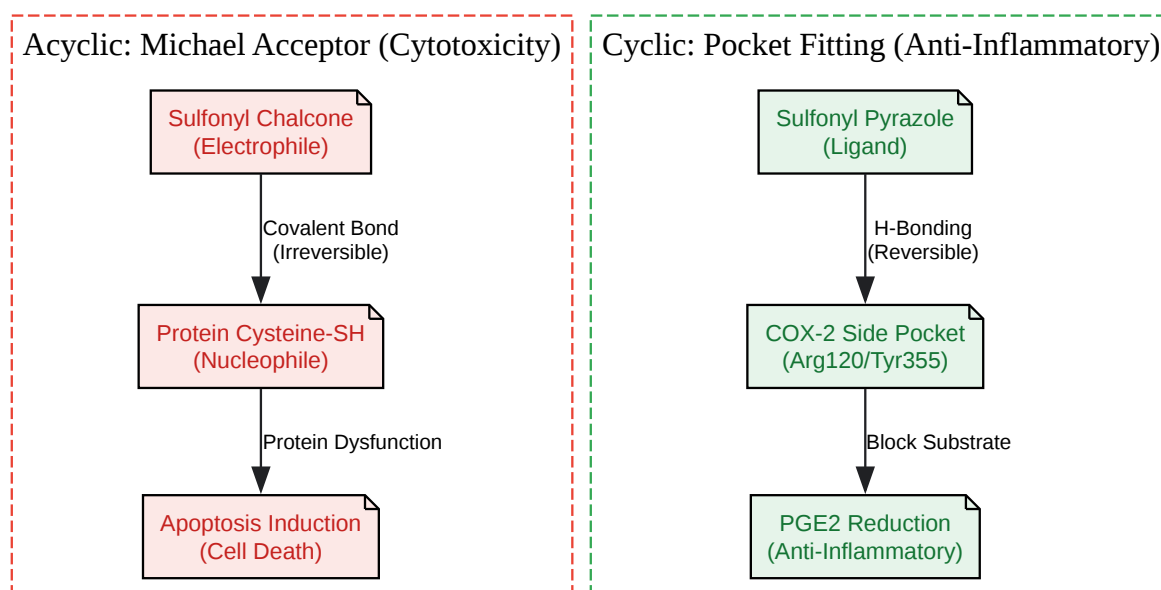 Acyclic: Michael Acceptor (Cytotoxicity)
Sulfonyl Chalcone
(Electrophile)
Covalent Bond
(Irreversible)
Protein Cysteine-SH
(Nucleophile)
Protein Dysfunction
Apoptosis Induction
(Cell Death)
Cyclic: Pocket Fitting (Anti-Inflammatory)
Sulfonyl Pyrazole
(Ligand)
H-Bonding
(Reversible)
COX-2 Side Pocket
(Arg120/Tyr355)
Block Substrate
PGE2 Reduction
(Anti-Inflammatory)